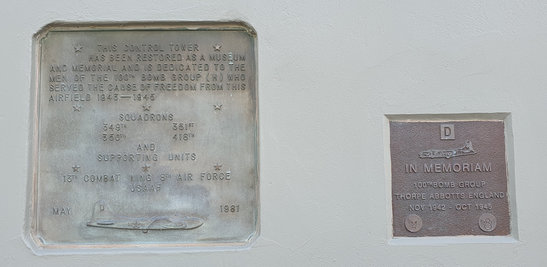 THIS CONTROL TOWER
HAS BEEN RESTORED AS A MUSEUM
AND MEMORIAL AND IS DEDICATED TO THE
MEN OF THE 100TH BOMB GROUP (H) WHO
SERVED THE CAUSE OF FREEDOM FROM THIS
AIRFIELD 1943—1945
SQUADRONS
349TH 351ST
350TH 418TH
AND
SUPPORTING UNITS
13TH COMBAT WING 8TH AIR FORCE
USAAF
MAY 1981
D
IN MEMORIAM
100TH BOMB GROUP
THORPE ABBOTTS ENGLAND
NOV 1942 - OCT 1945